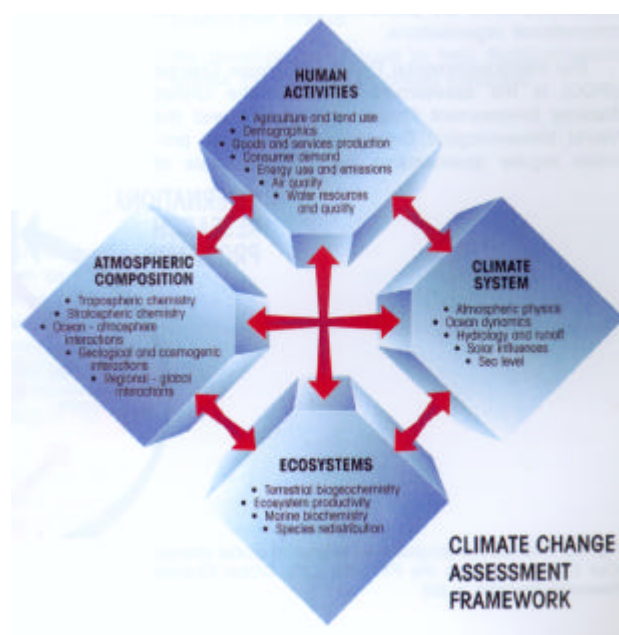 HUMAN
ACTIVITIES
• Agriculture and land use
• Demographics
• Goods and services production
• Consumer demand
• Energy use and emissions
• Air quality
• Water resources
and quality
ATMOSPHERIC
COMPOSITION
• Tropospheric chemistry
• Stratospheric chemistry
• Ocean - atmosphere
interactions
• Geological and cosmogenic
interactions
• Regional - global
interactions
CLIMATE
SYSTEM
• Atmospheric physics
• Ocean dynamics
• Hydrology and runoff
• Solar influences
• Sea level
ECOSYSTEMS
• Terrestrial biogeochemistry
• Ecosystem productivity
• Marine biochemistry
• Species redistribution
CLIMATE CHANGE
ASSESSMENT
FRAMEWORK